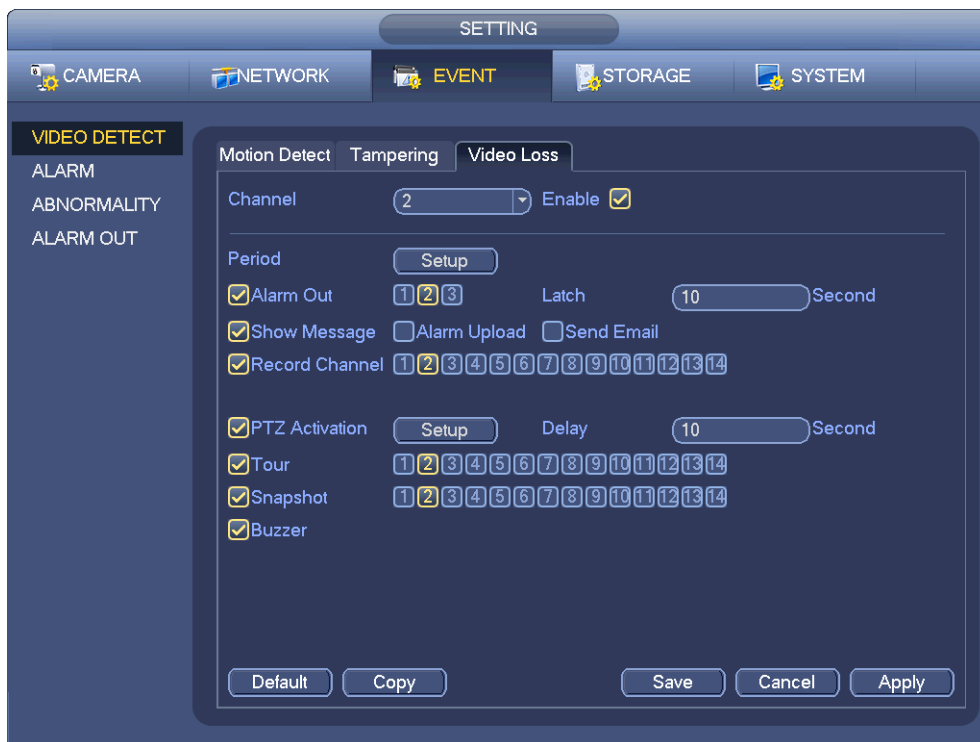 SETTING
CAMERA NETWORK EVENT STORAGE SYSTEM
VIDEO DETECT
ALARM
ABNORMALITY
ALARM OUT
Motion Detect Tampering Video Loss
Channel 2 Enable
Period Setup
Alarm Out 1 2 3 Latch 10 Second
Show Message Alarm Upload Send Email
Record Channel 1 2 3 4 5 6 7 8 9 10 11 12 13 14
PTZ Activation Setup Delay 10 Second
Tour 1 2 3 4 5 6 7 8 9 10 11 12 13 14
Snapshot 1 2 3 4 5 6 7 8 9 10 11 12 13 14
Buzzer
Default Copy Save Cancel Apply